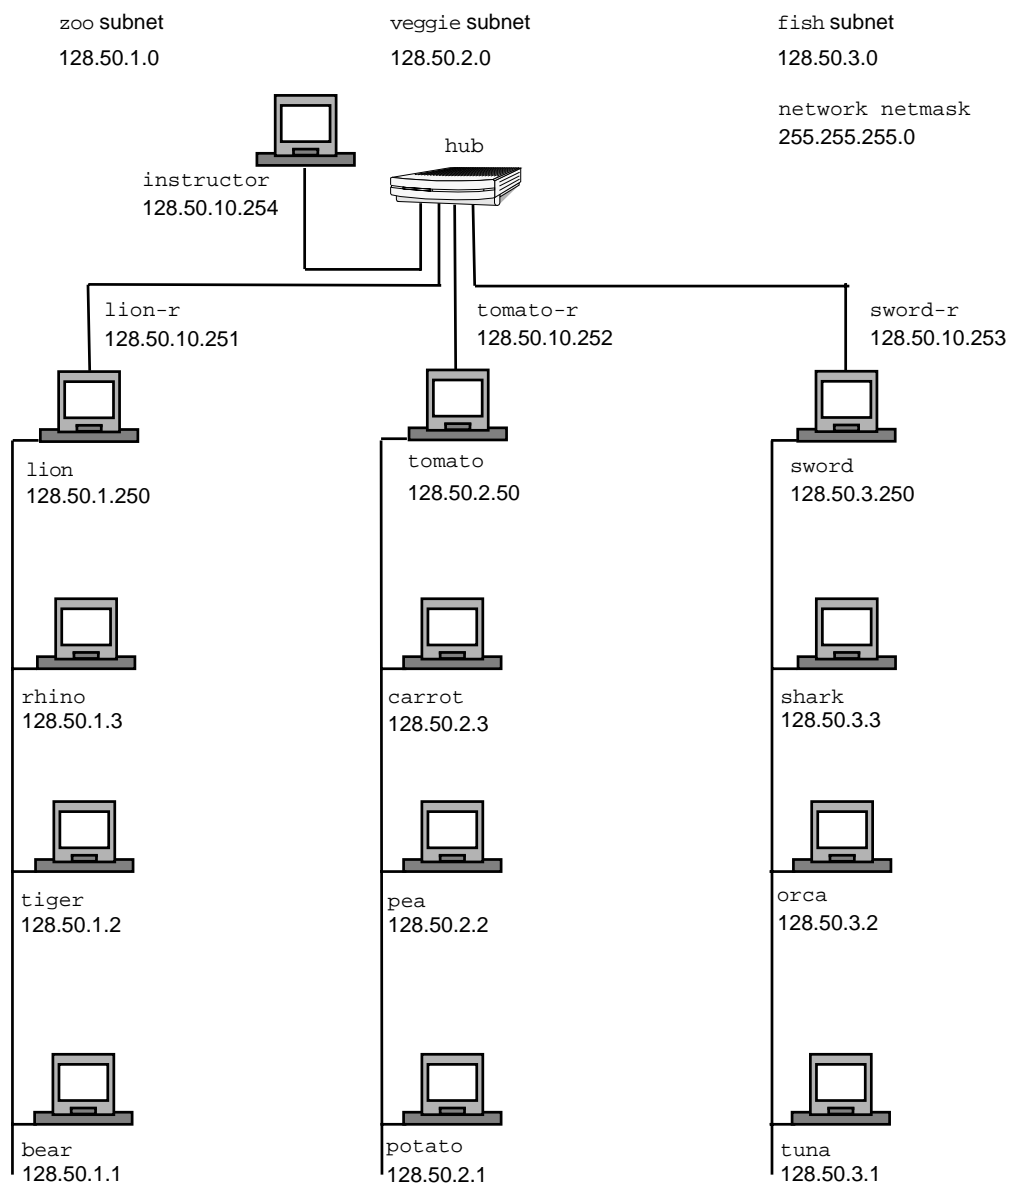 zoo subnet
128.50.1.0
veggie subnet
128.50.2.0
fish subnet
128.50.3.0
network netmask
255.255.255.0
hub
instructor
128.50.10.254
lion-r
128.50.10.251
tomato-r
128.50.10.252
sword-r
128.50.10.253
lion
128.50.1.250
tomato
128.50.2.50
sword
128.50.3.250
rhino
128.50.1.3
carrot
128.50.2.3
shark
128.50.3.3
tiger
128.50.1.2
pea
128.50.2.2
orca
128.50.3.2
bear
128.50.1.1
potato
128.50.2.1
tuna
128.50.3.1